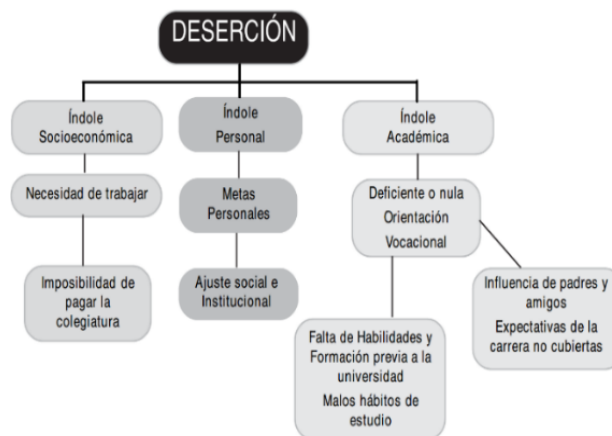 DESERCIÓN
Índole
Socioeconómica
Índole
Personal
Índole
Académica
Necesidad de trabajar
Metas
Personales
Deficiente o nula
Orientación
Vocacional
Imposibilidad de
pagar la
colegiatura
Ajuste social e
Institucional
Falta de Habilidades y
Formación previa a la
universidad
Malos hábitos de
estudio
Influencia de padres y
amigos
Expectativas de la
carrera no cubiertas